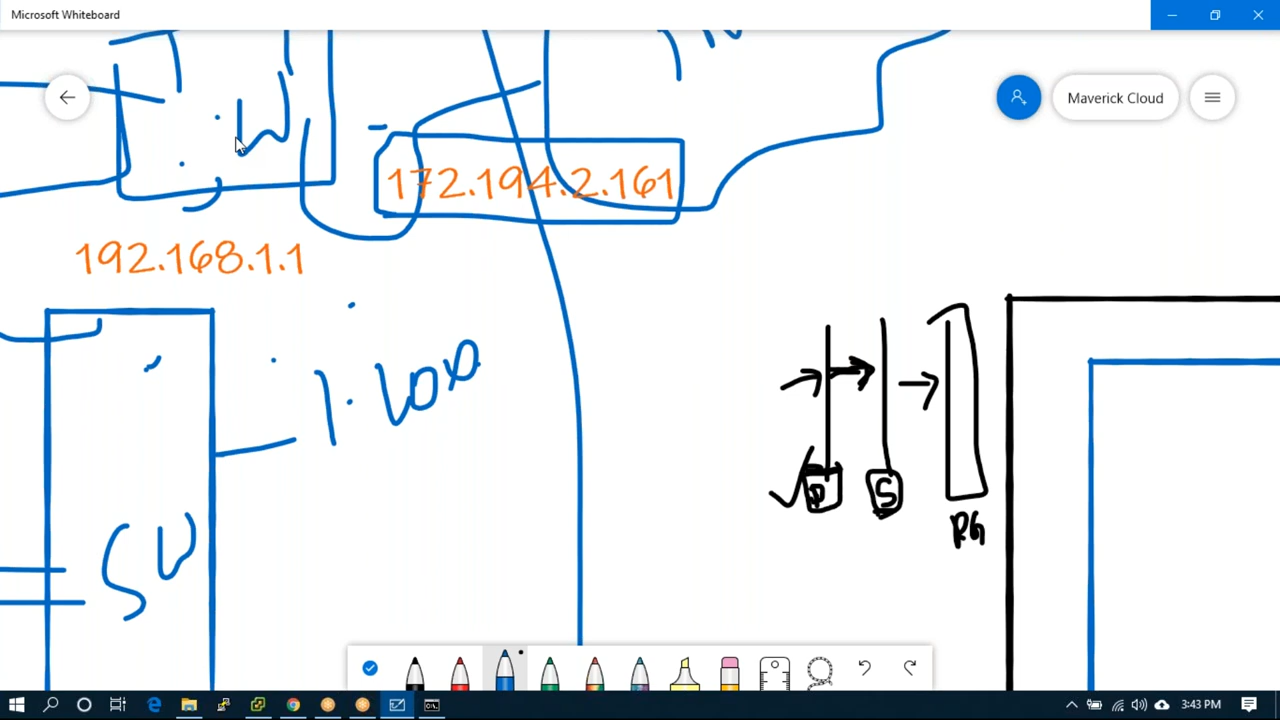 Microsoft Whiteboard
Maverick Cloud
W
172.194.2.161
192.168.1.1
1.100
D
S
RG
SW
3:43 PM